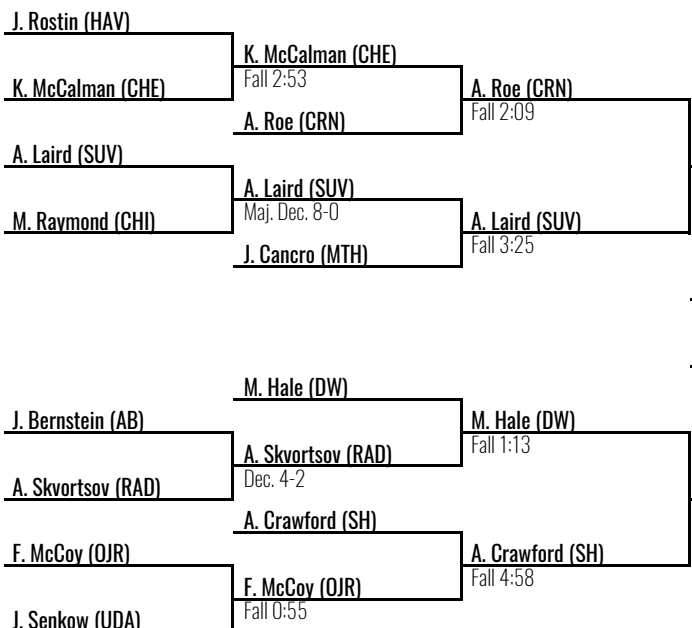 J. Rostin (HAV)
K. McCalman (CHE)
Fall 2:53
K. McCalman (CHE)
A. Roe (CRN)
Fall 2:09
A. Roe (CRN)
A. Laird (SUV)
A. Laird (SUV)
Maj. Dec. 8-0
M. Raymond (CHI)
A. Laird (SUV)
Fall 3:25
J. Cancro (MTH)
M. Hale (DW)
J. Bernstein (AB)
M. Hale (DW)
Fall 1:13
A. Skvortsov (RAD)
Dec. 4-2
A. Skvortsov (RAD)
A. Crawford (SH)
F. McCoy (OJR)
A. Crawford (SH)
Fall 4:58
F. McCoy (OJR)
Fall 0:55
J. Senkow (UDA)